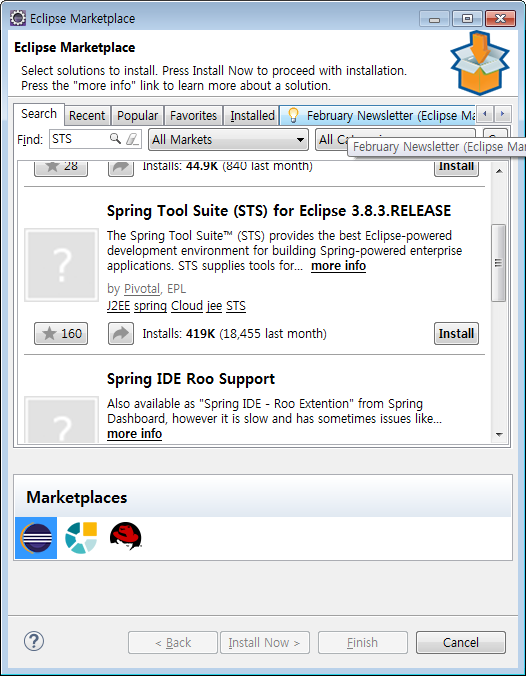 Eclipse Marketplace
Eclipse Marketplace
Select solutions to install. Press Install Now to proceed with installation.
Press the "more info" link to learn more about a solution.
Search Recent Popular Favorites Installed February Newsletter (Eclipse Ma
Find: STS All Markets All
February Newsletter (Eclipse Mar
28 Installs: 44.9K (840 last month) Install
Spring Tool Suite (STS) for Eclipse 3.8.3.RELEASE
The Spring Tool Suite™ (STS) provides the best Eclipse-powered
development environment for building Spring-powered enterprise
applications. STS supplies tools for... more info
by Pivotal, EPL
J2EE spring Cloud jee STS
160 Installs: 419K (18,455 last month) Install
Spring IDE Roo Support
Also available as "Spring IDE - Roo Extention" from Spring
Dashboard, however it is slow and has sometimes issues like...
more info
Marketplaces
? < Back Install Now > Finish Cancel